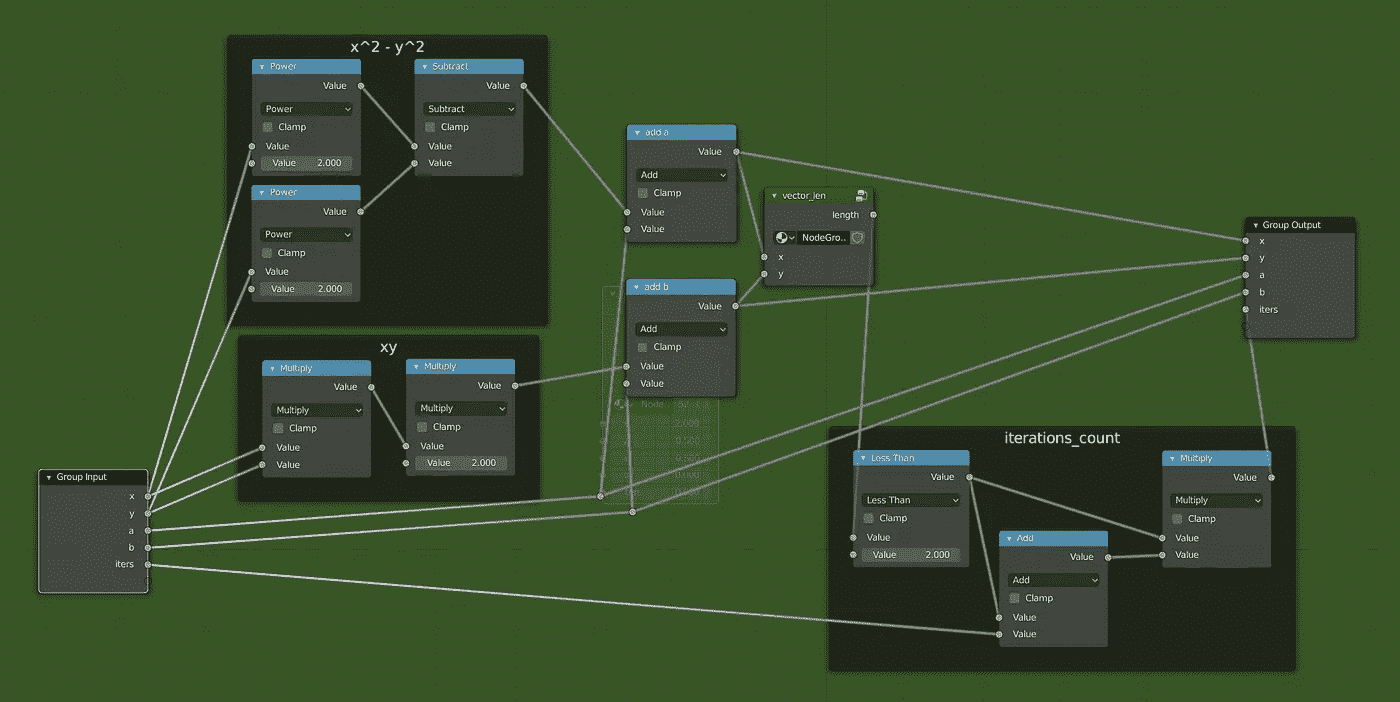 x^2 - y^2
Power
Value
Power
Clamp
Value
Value 2.000
Subtract
Value
Subtract
Clamp
Value
Value
Power
Value
Power
Clamp
Value
Value 2.000
xy
Multiply
Value
Multiply
Clamp
Value
Value
Multiply
Value
Multiply
Clamp
Value
Value 2.000
Group Input
x
y
a
b
iters
add a
Value
Add
Clamp
Value
Value
add b
Value
Add
Clamp
Value
Value
vector_len
length
NodeGro..
x
y
Group Output
x
y
a
b
iters
iterations_count
Less Than
Value
Less Than
Clamp
Value
Value 2.000
Add
Value
Add
Clamp
Value
Value
Multiply
Value
Multiply
Clamp
Value
Value